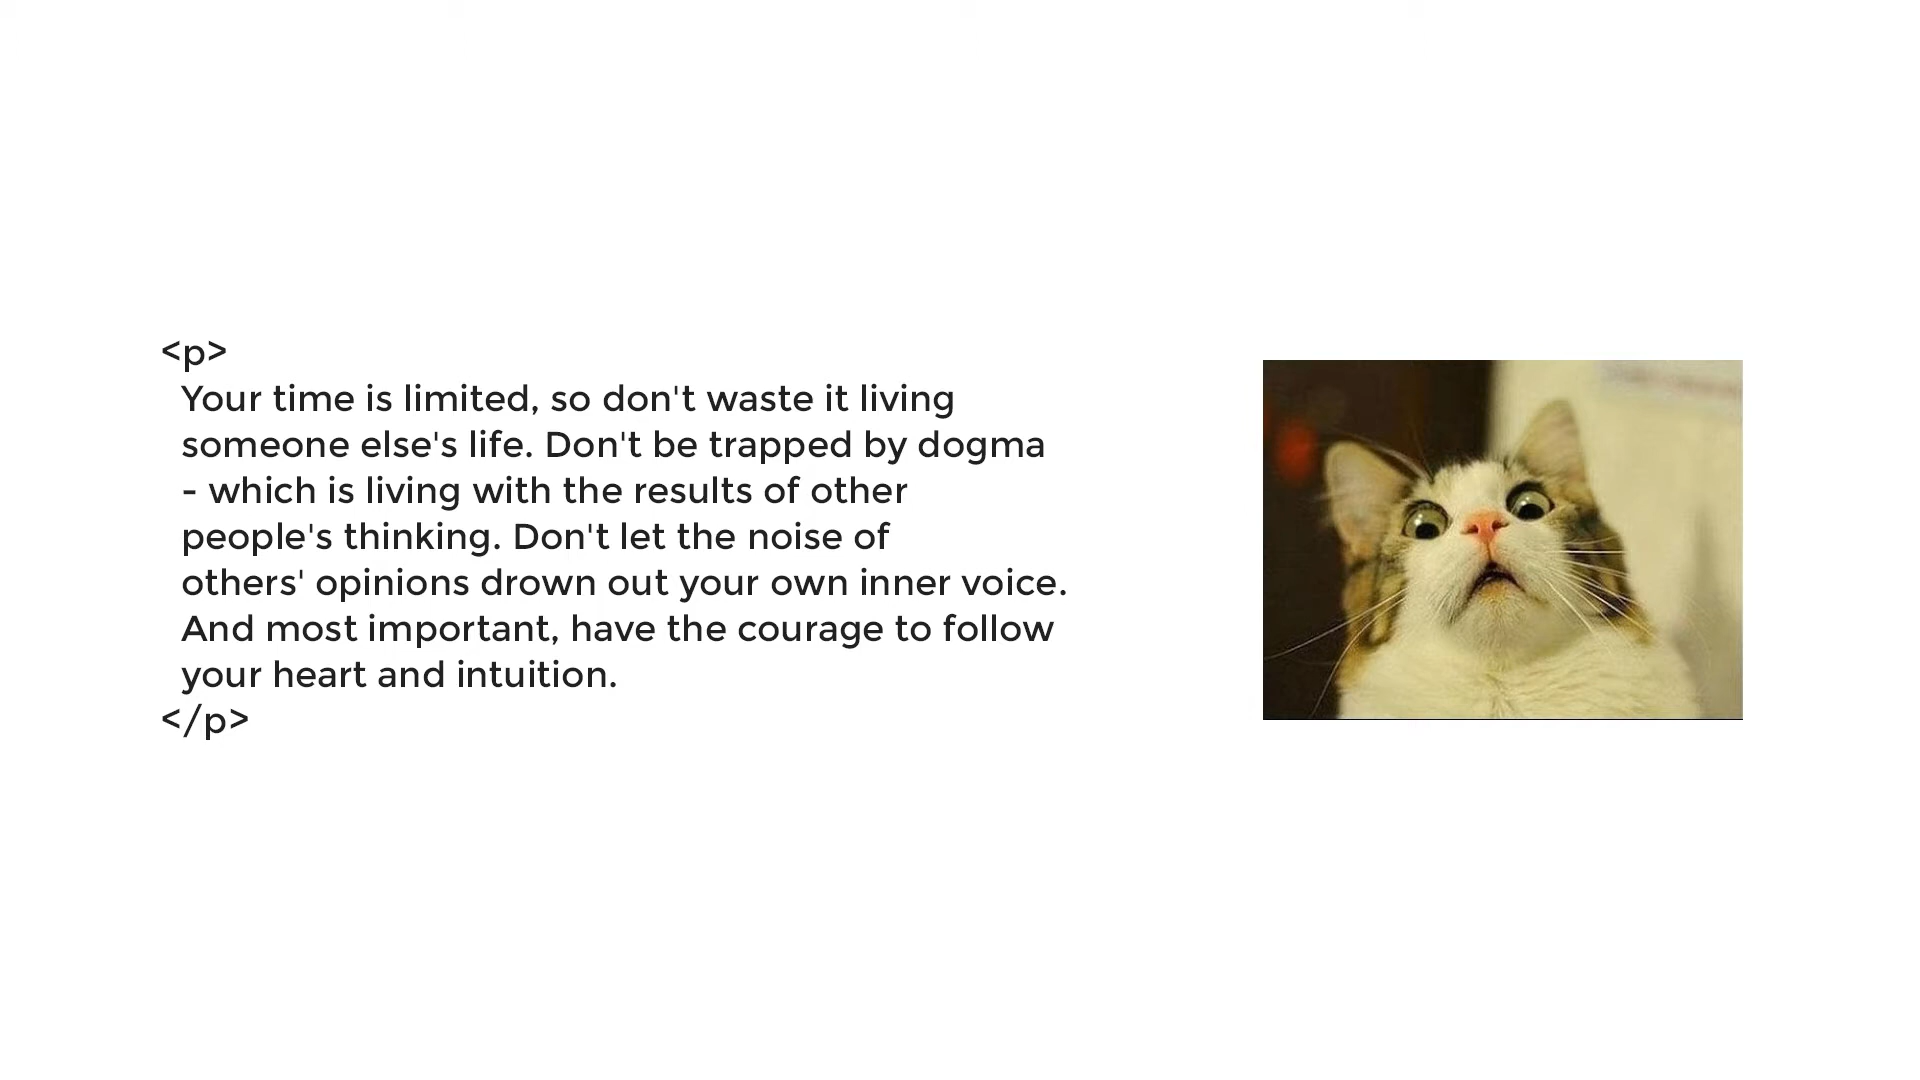 <p>
Your time is limited, so don't waste it living
someone else's life. Don't be trapped by dogma
- which is living with the results of other
people's thinking. Don't let the noise of
others' opinions drown out your own inner voice.
And most important, have the courage to follow
your heart and intuition.
</p>